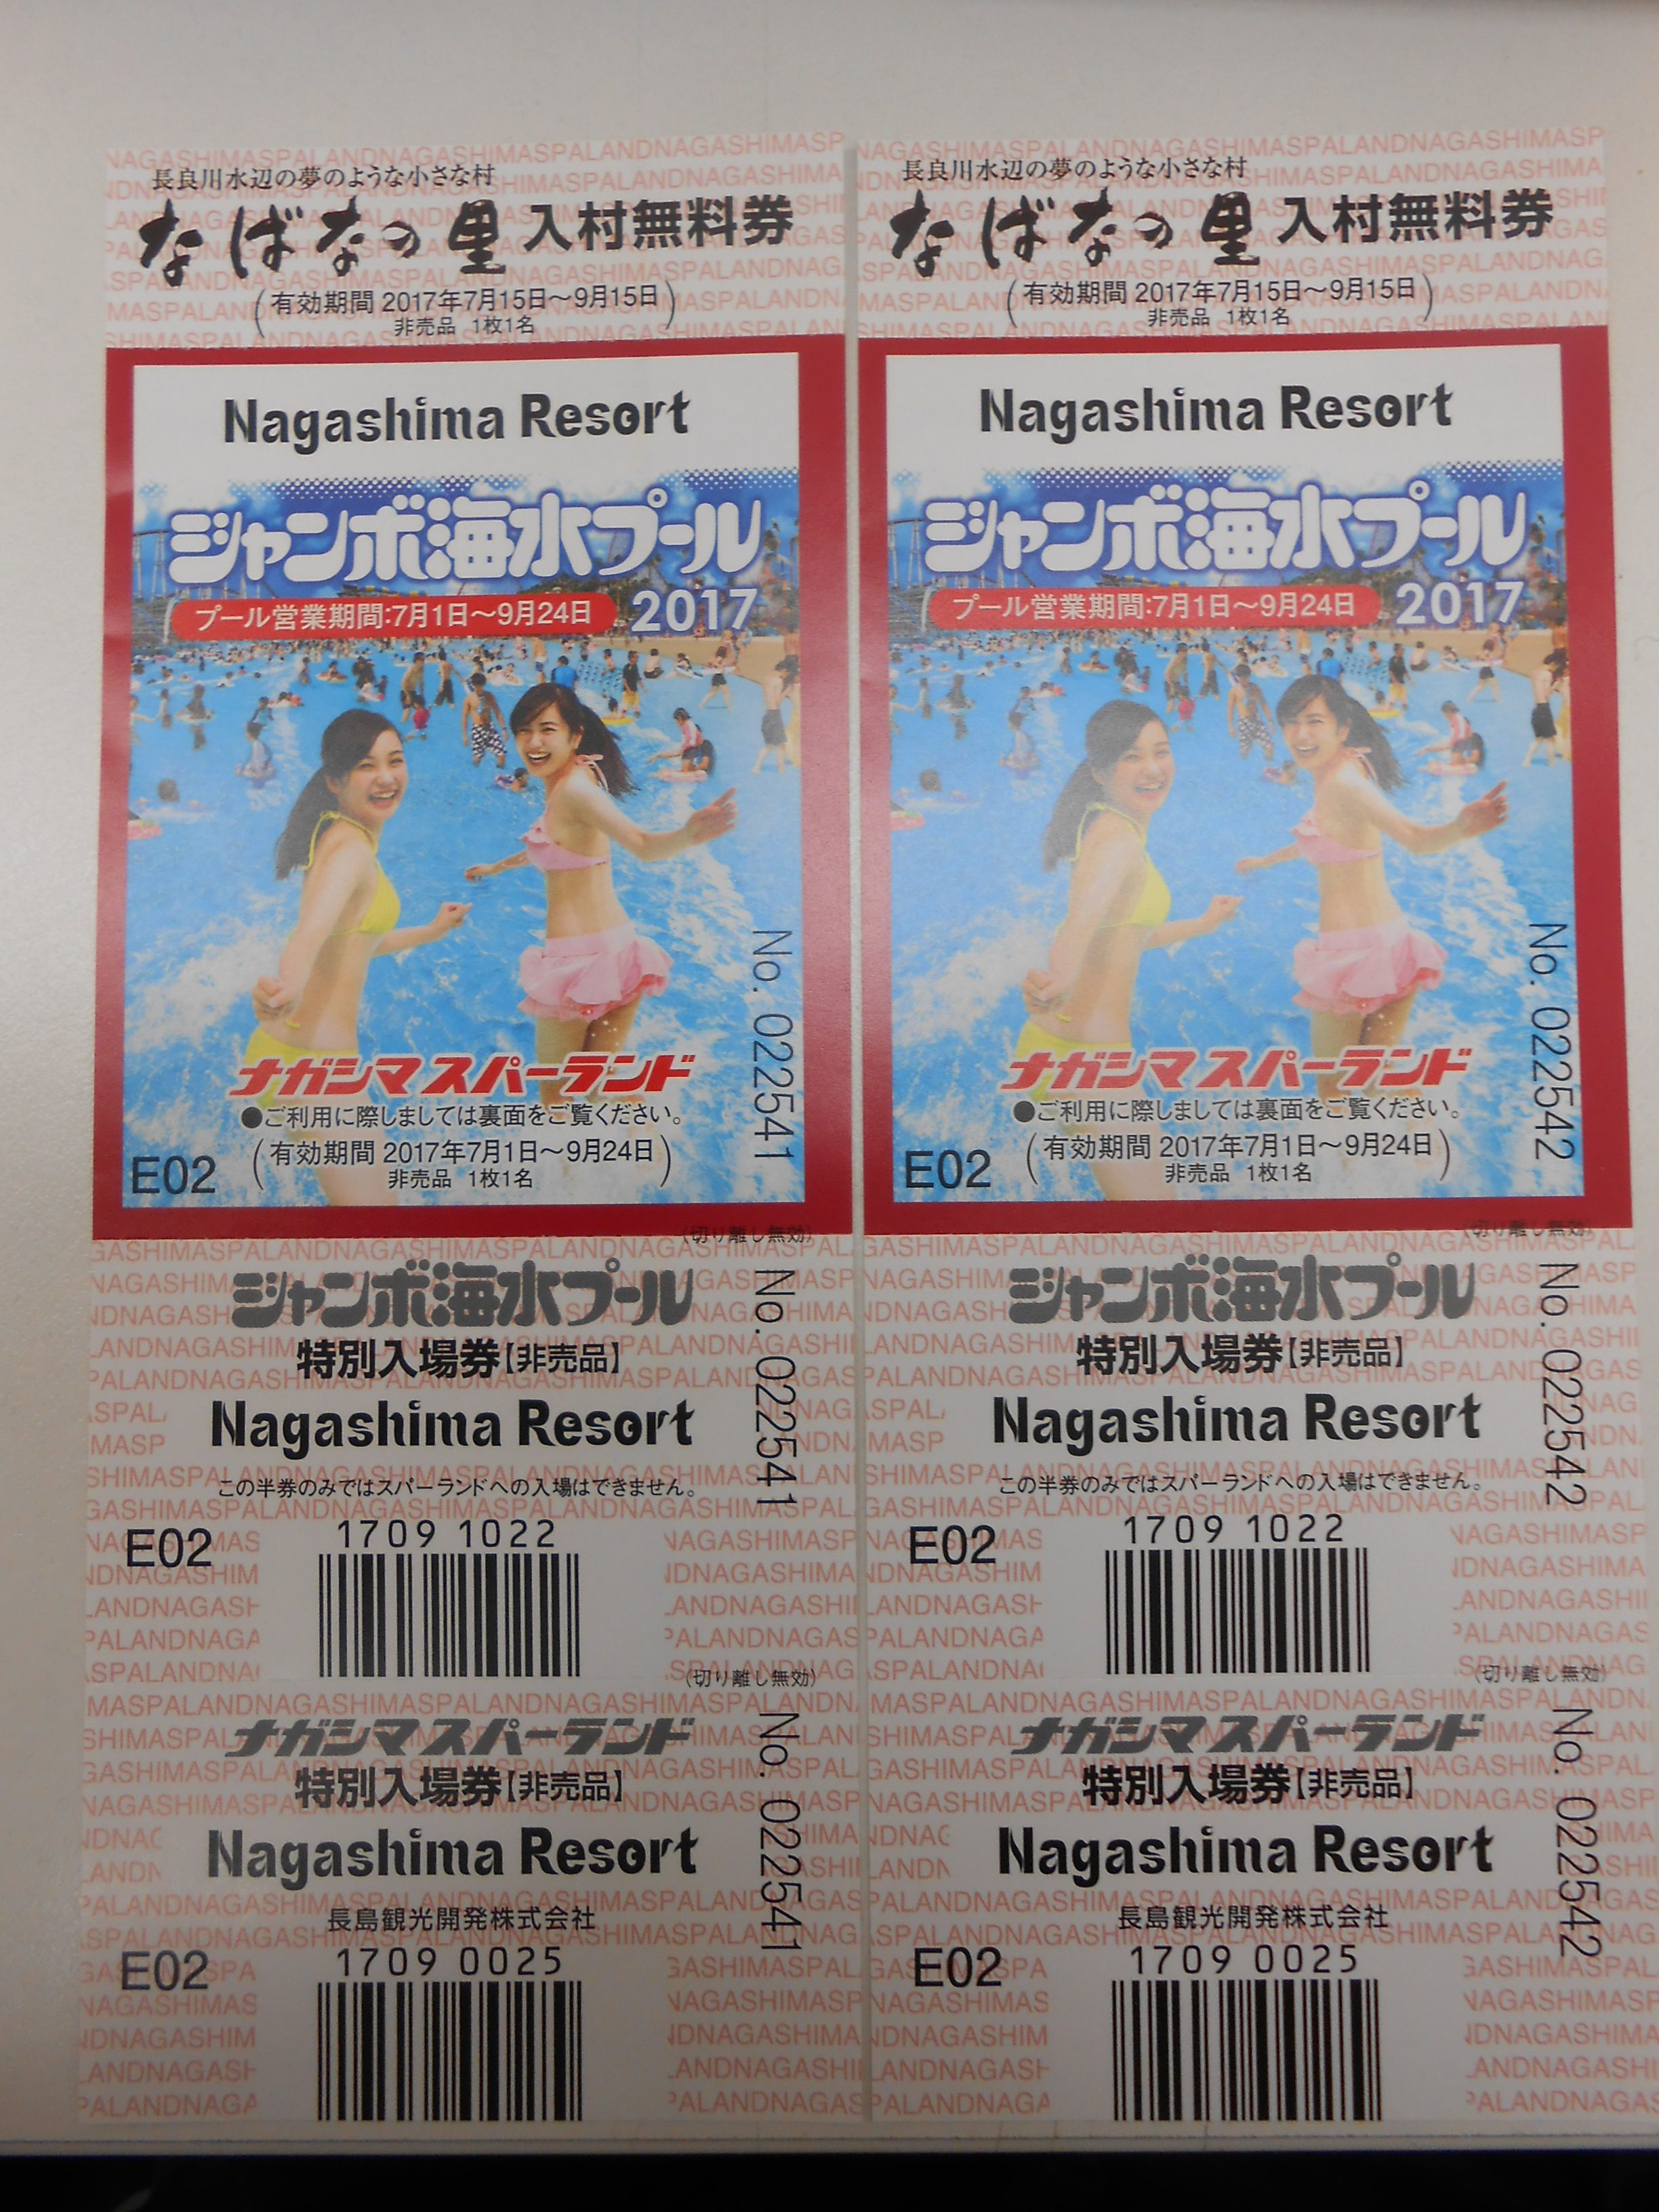 長良川水辺の夢のような小さな村
なばなの里 入村無料券
(有効期間 2017年7月15日～9月15日)
非売品 1枚1名
Nagashima Resort
ジャンボ海水プール
プール営業期間:7月1日～9月24日 2017
No. 0225541
ナガシマスパーランド
●ご利用に際しましては裏面をご覧ください。
(有効期間 2017年7月1日～9月24日)
非売品 1枚1名
E02
(切り離し無効)
ジャンボ海水プール
特別入場券【非売品】
Nagashima Resort
No. 0225541
この半券のみではスパーランドへの入場はできません。
E02
1709 1022
(切り離し無効)
ナガシマスパーランド
特別入場券【非売品】
Nagashima Resort
No. 0225541
長島観光開発株式会社
E02
1709 0025
長良川水辺の夢のような小さな村
なばなの里 入村無料券
(有効期間 2017年7月15日～9月15日)
非売品 1枚1名
Nagashima Resort
ジャンボ海水プール
プール営業期間:7月1日～9月24日 2017
No. 0225542
ナガシマスパーランド
●ご利用に際しましては裏面をご覧ください。
(有効期間 2017年7月1日～9月24日)
非売品 1枚1名
E02
(切り離し無効)
ジャンボ海水プール
特別入場券【非売品】
Nagashima Resort
No. 0225542
この半券のみではスパーランドへの入場はできません。
E02
1709 1022
(切り離し無効)
ナガシマスパーランド
特別入場券【非売品】
Nagashima Resort
No. 0225542
長島観光開発株式会社
E02
1709 0025